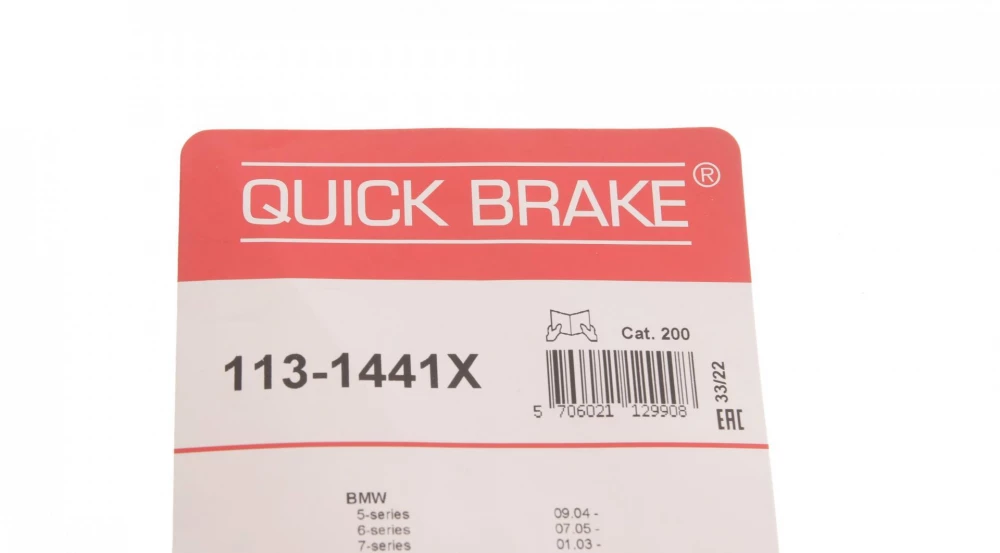 QUICK BRAKE®
Cat. 200
113-1441X
33/22
5 706021 129908
EAC
BMW
5-series 09.04 -
6-series 07.05 -
7-series 01.03 -